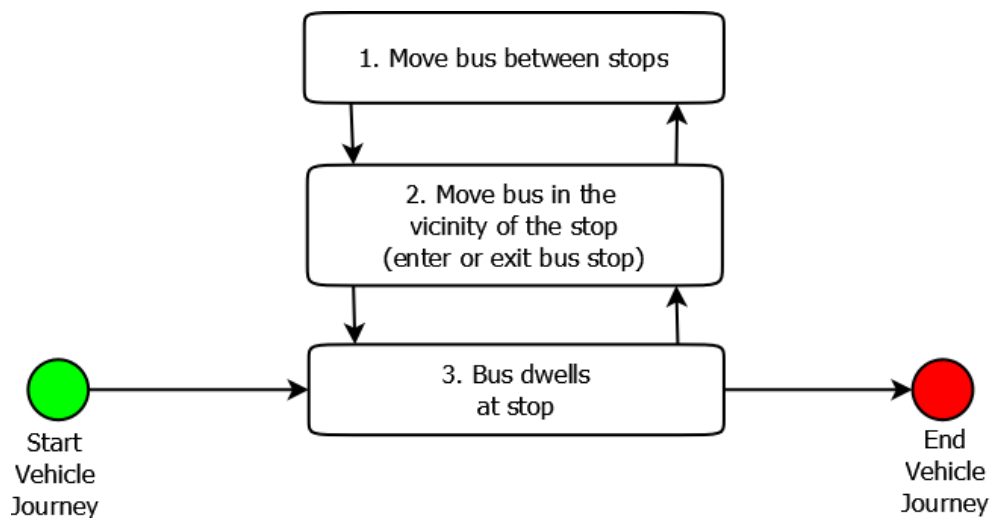 1. Move bus between stops
2. Move bus in the
vicinity of the stop
(enter or exit bus stop)
3. Bus dwells
at stop
Start
Vehicle
Journey
End
Vehicle
Journey